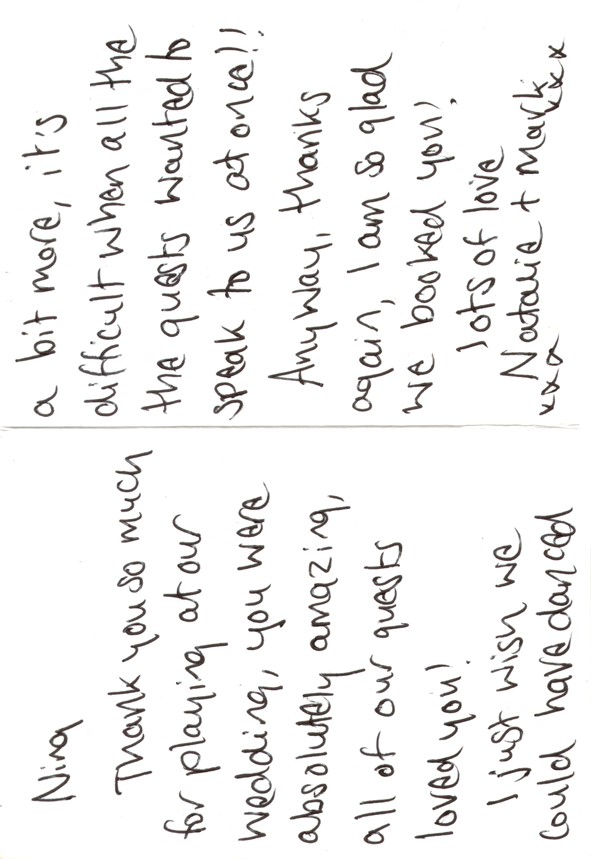 Nina
Thank you so much
for playing at our
wedding, you were
absolutely amazing,
all of our guests
loved you!
I just wish we
could have danced
a bit more, it's
difficult when all the
the guests wanted to
speak to us at once!!
Anyway, thanks
again, I am so glad
we booked you!
lots of love
Natalie + Mark
xxx xxx